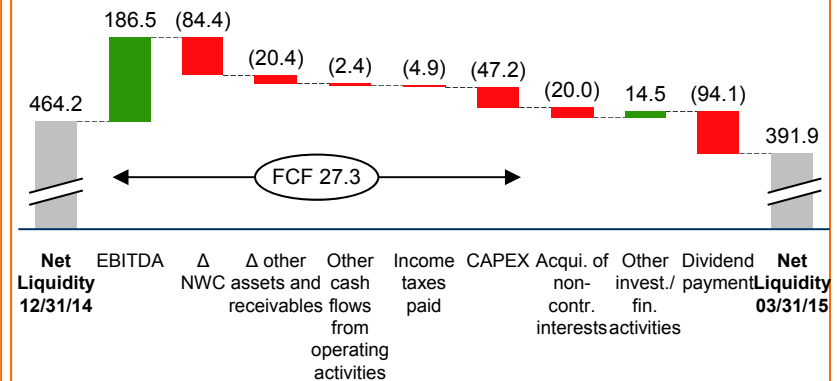 186.5
(84.4)
(20.4)
(2.4)
(4.9)
(47.2)
(20.0)
14.5
(94.1)
464.2
391.9
FCF 27.3
Net
Liquidity
12/31/14
EBITDA
Δ
NWC
Δ other
assets and
receivables
Other
cash
flows
from
operating
activities
Income
taxes
paid
CAPEX
Acqui. of
non-
contr.
interests
Other
invest./
fin.
activities
Dividend
payment
Net
Liquidity
03/31/15